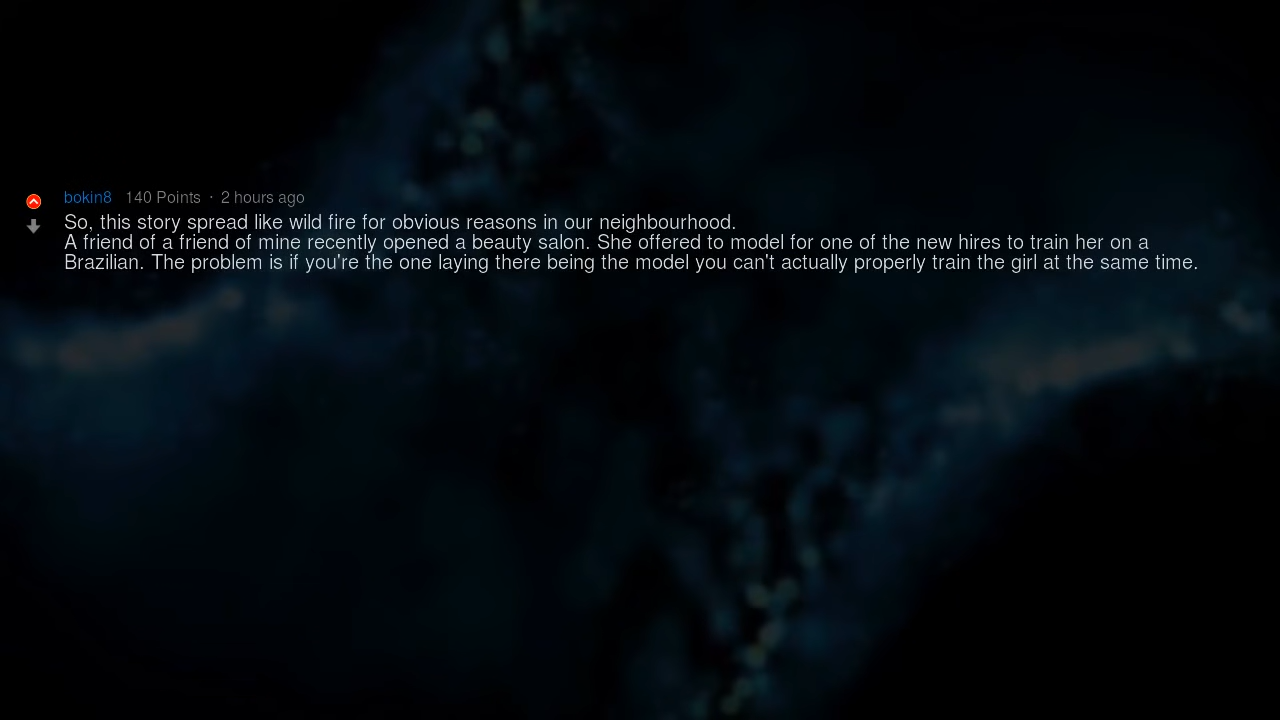 bokin8 140 Points · 2 hours ago
So, this story spread like wild fire for obvious reasons in our neighbourhood.
A friend of a friend of mine recently opened a beauty salon. She offered to model for one of the new hires to train her on a
Brazilian. The problem is if you're the one laying there being the model you can't actually properly train the girl at the same time.